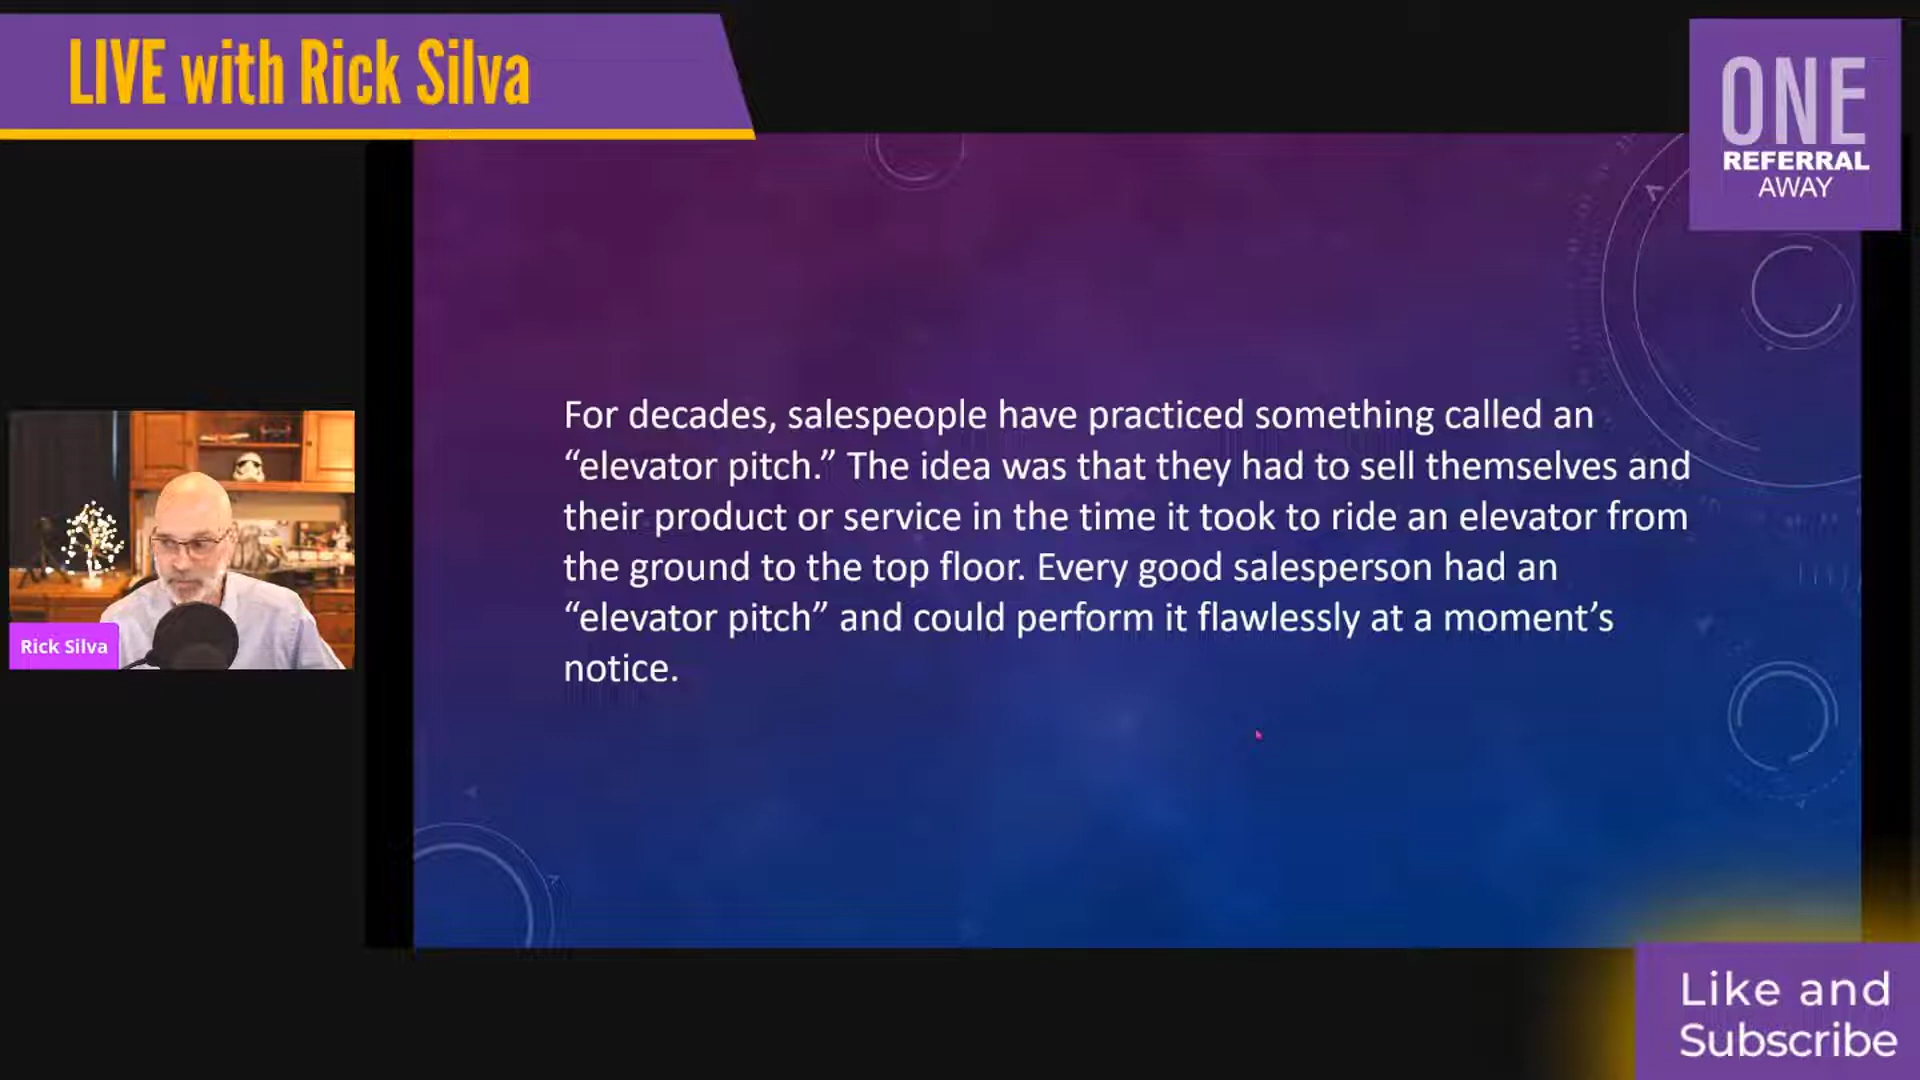 LIVE with Rick Silva
ONE
REFERRAL
AWAY
For decades, salespeople have practiced something called an
“elevator pitch.” The idea was that they had to sell themselves and
their product or service in the time it took to ride an elevator from
the ground to the top floor. Every good salesperson had an
“elevator pitch” and could perform it flawlessly at a moment’s
notice.
Rick Silva
Like and
Subscribe